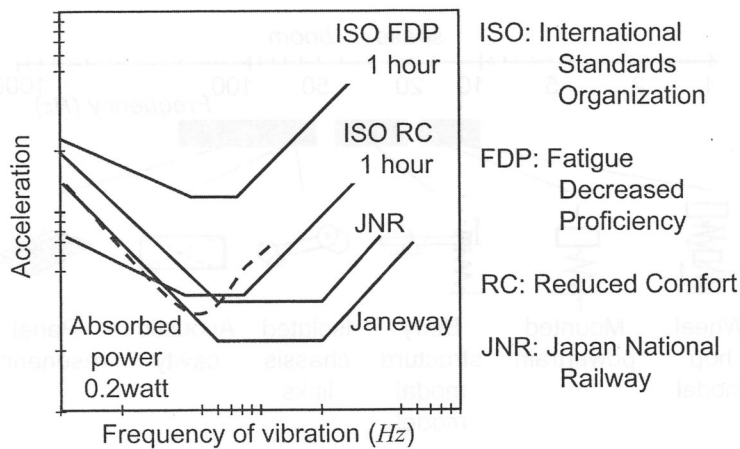 ISO FDP
1 hour
ISO RC
1 hour
JNR
Janeway
Absorbed
power
0.2watt
Acceleration
Frequency of vibration (Hz)
ISO: International
Standards
Organization
FDP: Fatigue
Decreased
Proficiency
RC: Reduced Comfort
JNR: Japan National
Railway